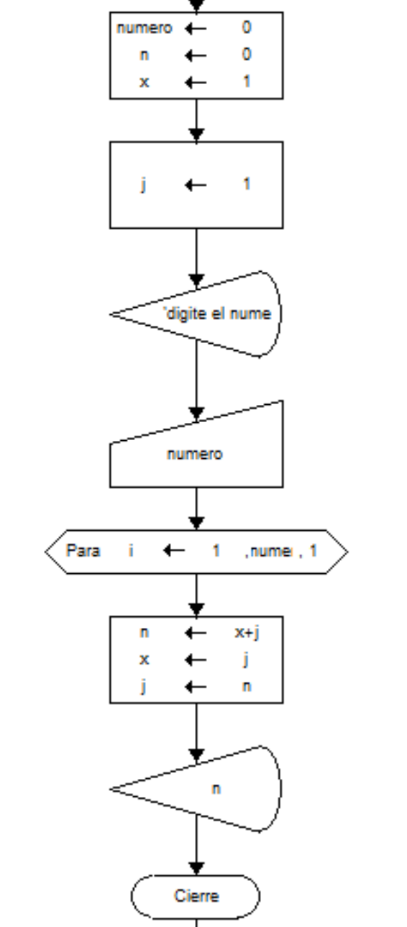 numero ← 0
n ← 0
x ← 1
j ← 1
'digite el nume
numero
Para i ← 1 ,nume , 1
n ← x+j
x ← j
j ← n
n
Cierre